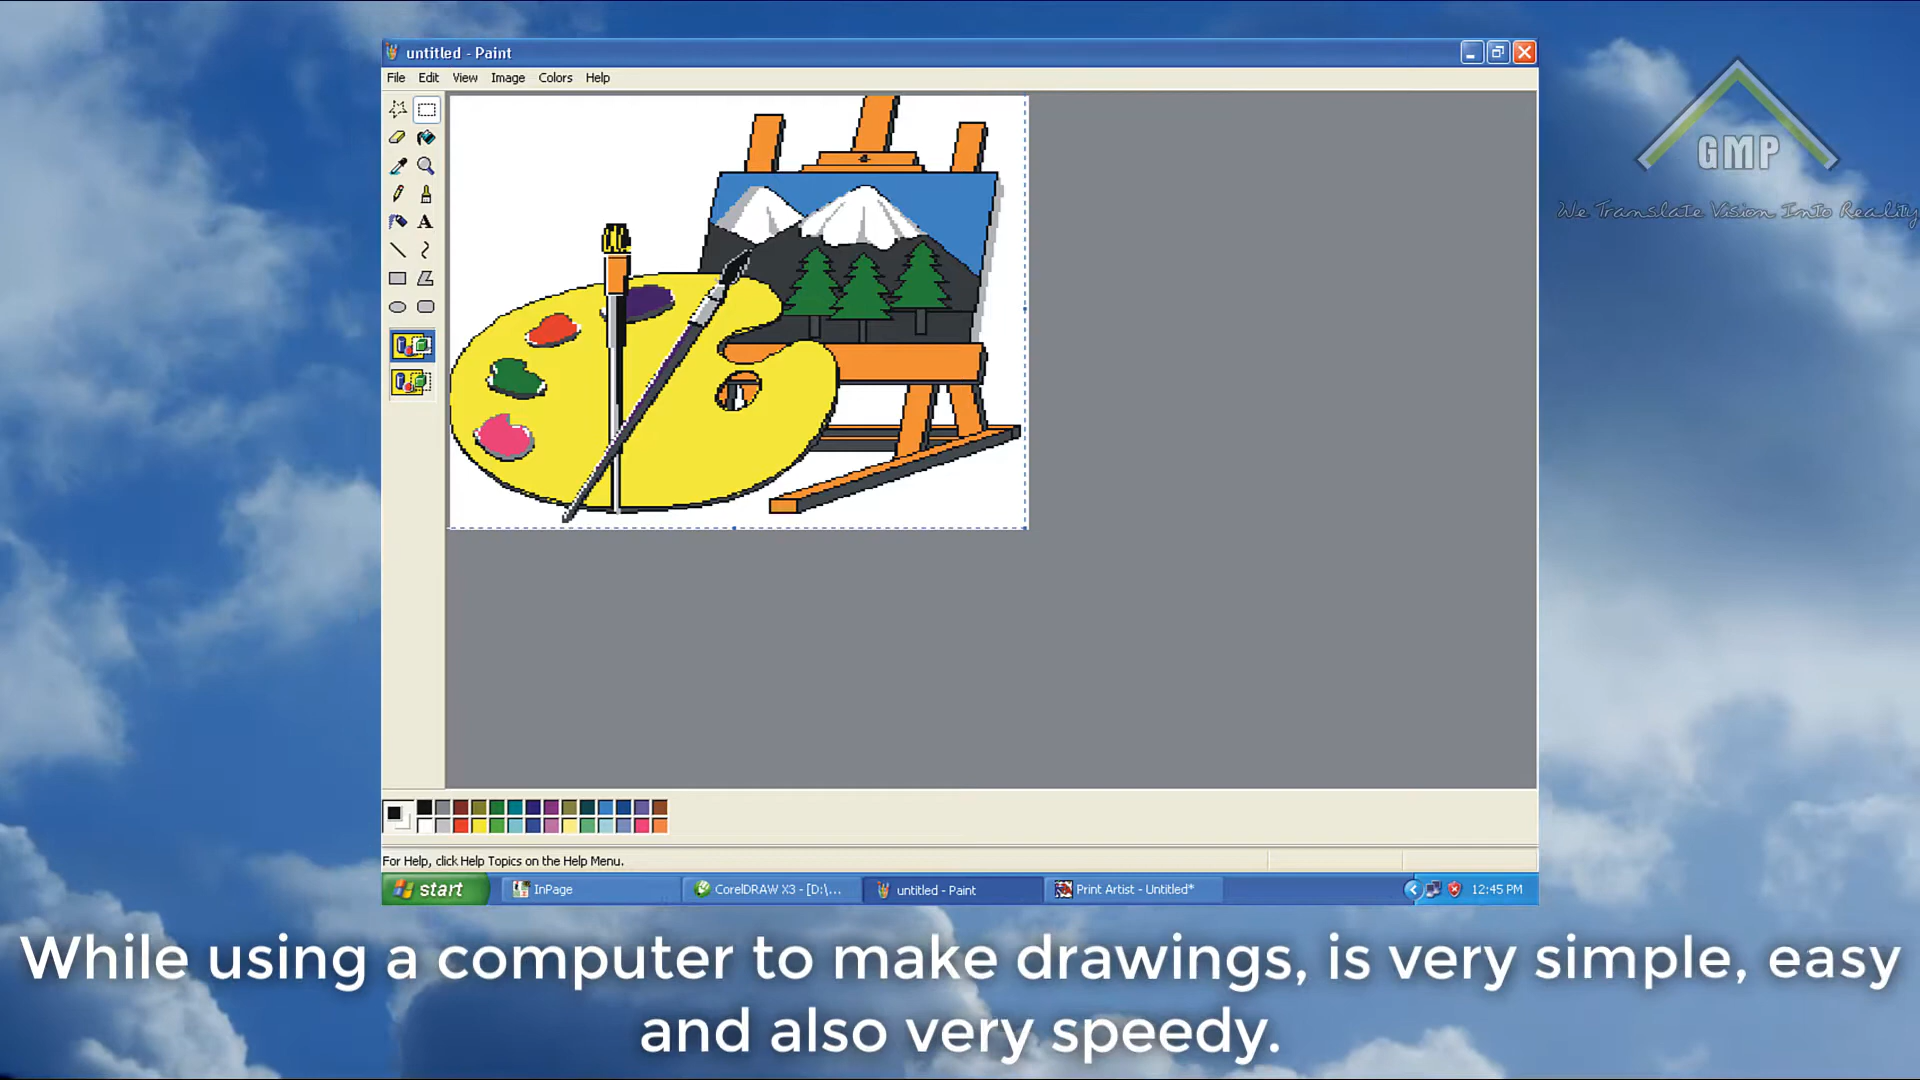 untitled - Paint
File Edit View Image Colors Help
A
GMP
We Translate Vision Into Reality
For Help, click Help Topics on the Help Menu.
start InPage CorelDRAW X3 - [D:\... untitled - Paint Print Artist - Untitled* 12:45 PM
While using a computer to make drawings, is very simple, easy
and also very speedy.